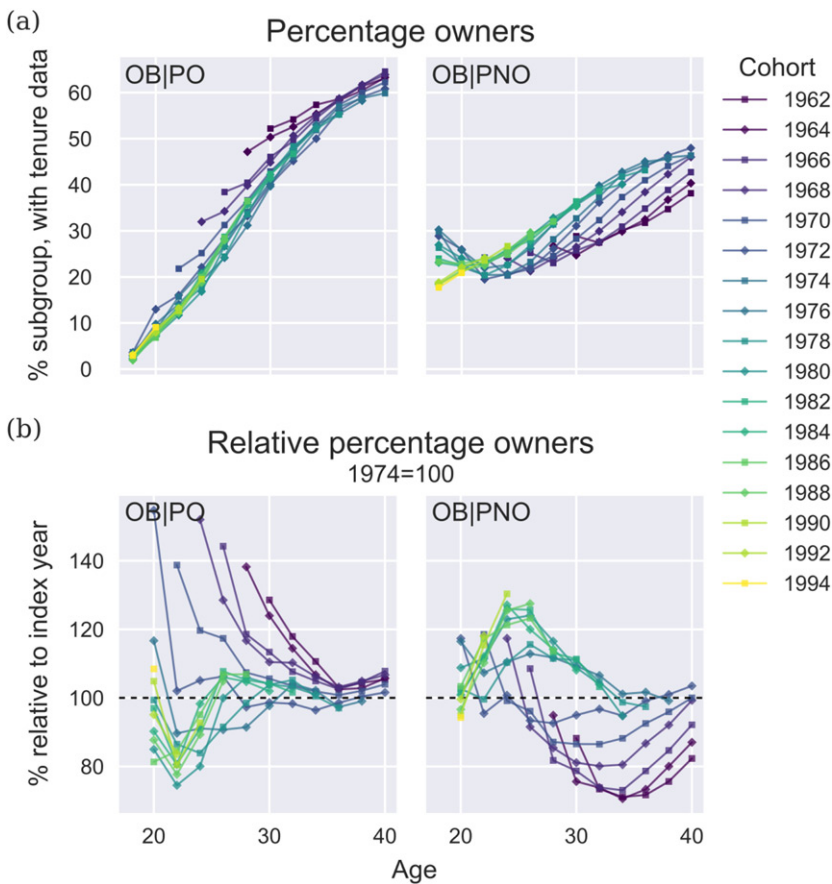 (a)
Percentage owners
OB|PO
OB|PNO
% subgroup, with tenure data
60
50
40
30
20
10
0
Cohort
1962
1964
1966
1968
1970
1972
1974
1976
1978
1980
1982
1984
1986
1988
1990
1992
1994
(b)
Relative percentage owners
1974=100
OB|PO
OB|PNO
% relative to index year
140
120
100
80
20 30 40 20 30 40
Age